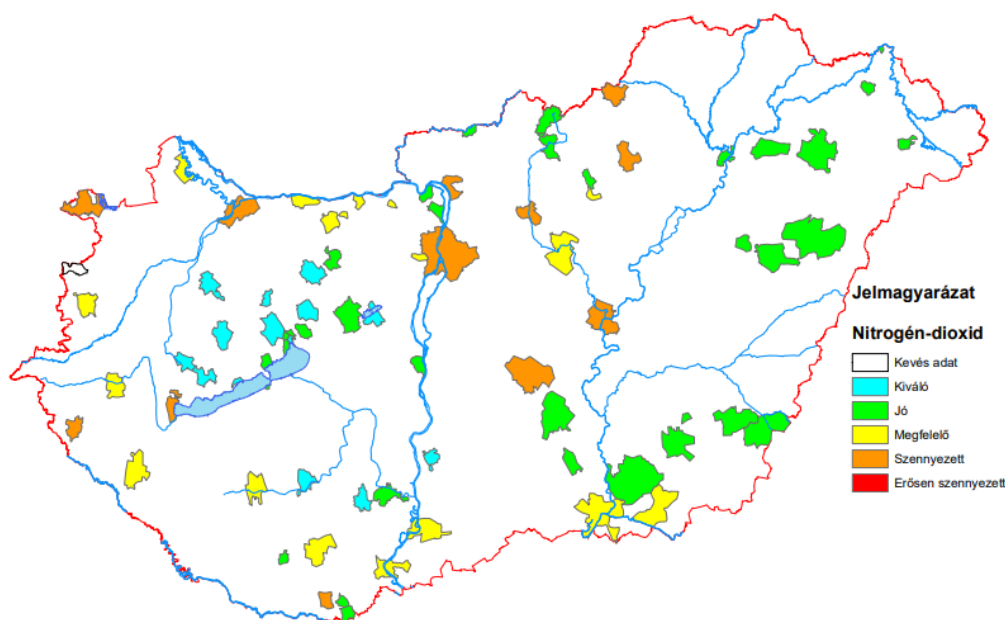 Jelmagyarázat
Nitrogén-dioxid
Kevés adat
Kiváló
Jó
Megfelelő
Szennyezett
Erősen szennyezett